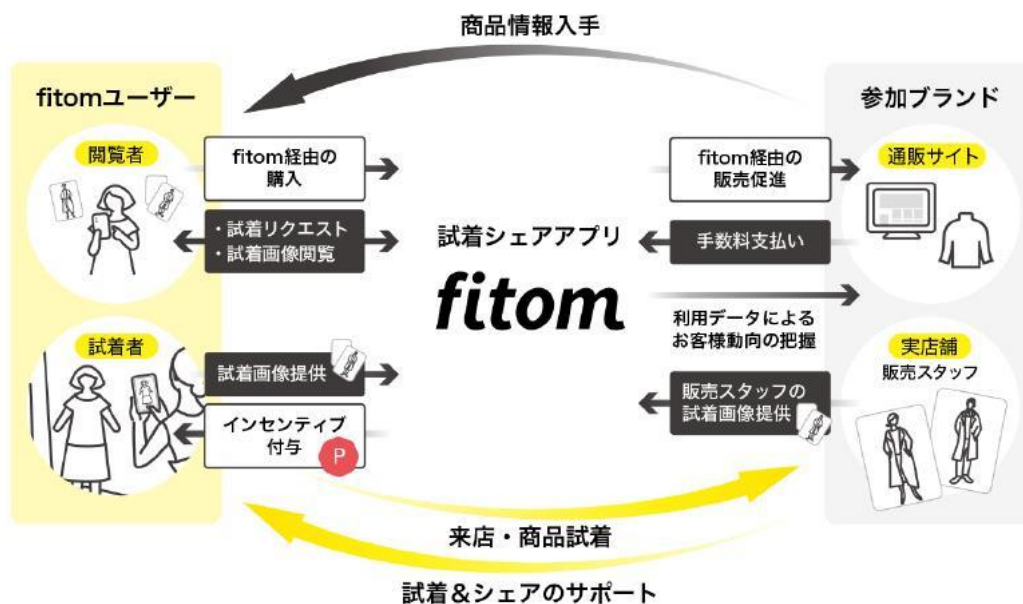 商品情報入手
fitomユーザー
参加ブランド
閲覧者
fitom経由の
購入
・試着リクエスト
・試着画像閲覧
試着シェアアプリ
fitom
fitom経由の
販売促進
手数料支払い
通販サイト
利用データによる
お客様動向の把握
試着者
試着画像提供
インセンティブ
付与
P
販売スタッフの
試着画像提供
実店舗
販売スタッフ
来店・商品試着
試着&シェアのサポート